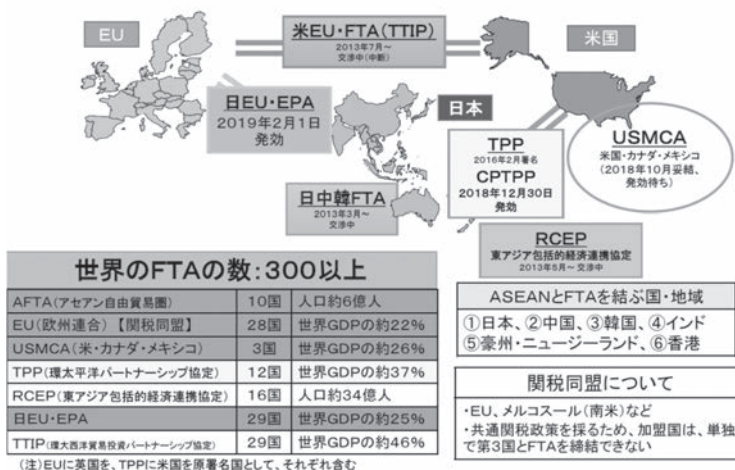 EU
米EU・FTA(TTIP)
2013年7月～
交渉中(中断)
米国
日EU・EPA
2019年2月1日
発効
日本
TPP
2016年2月署名
CPTPP
2018年12月30日
発効
USMCA
米国・カナダ・メキシコ
(2018年10月妥結、
発効待ち)
日中韓FTA
2013年3月～
交渉中
RCEP
東アジア包括的経済連携協定
2013年5月～ 交渉中
世界のFTAの数：300以上
AFTA(アセアン自由貿易圏) 10国 人口約6億人
EU(欧州連合)【関税同盟】 28国 世界GDPの約22%
USMCA(米・カナダ・メキシコ) 3国 世界GDPの約26%
TPP(環太平洋パートナーシップ協定) 12国 世界GDPの約37%
RCEP(東アジア包括的経済連携協定) 16国 人口約34億人
日EU・EPA 29国 世界GDPの約25%
TTIP(環大西洋貿易投資パートナーシップ協定) 29国 世界GDPの約46%
(注)EUに英国を、TPPに米国を原署名国として、それぞれ含む
ASEANとFTAを結ぶ国・地域
①日本、②中国、③韓国、④インド
⑤豪州・ニュージーランド、⑥香港
関税同盟について
・EU、メルコスール(南米)など
・共通関税政策を採るため、加盟国は、単独
で第3国とFTAを締結できない